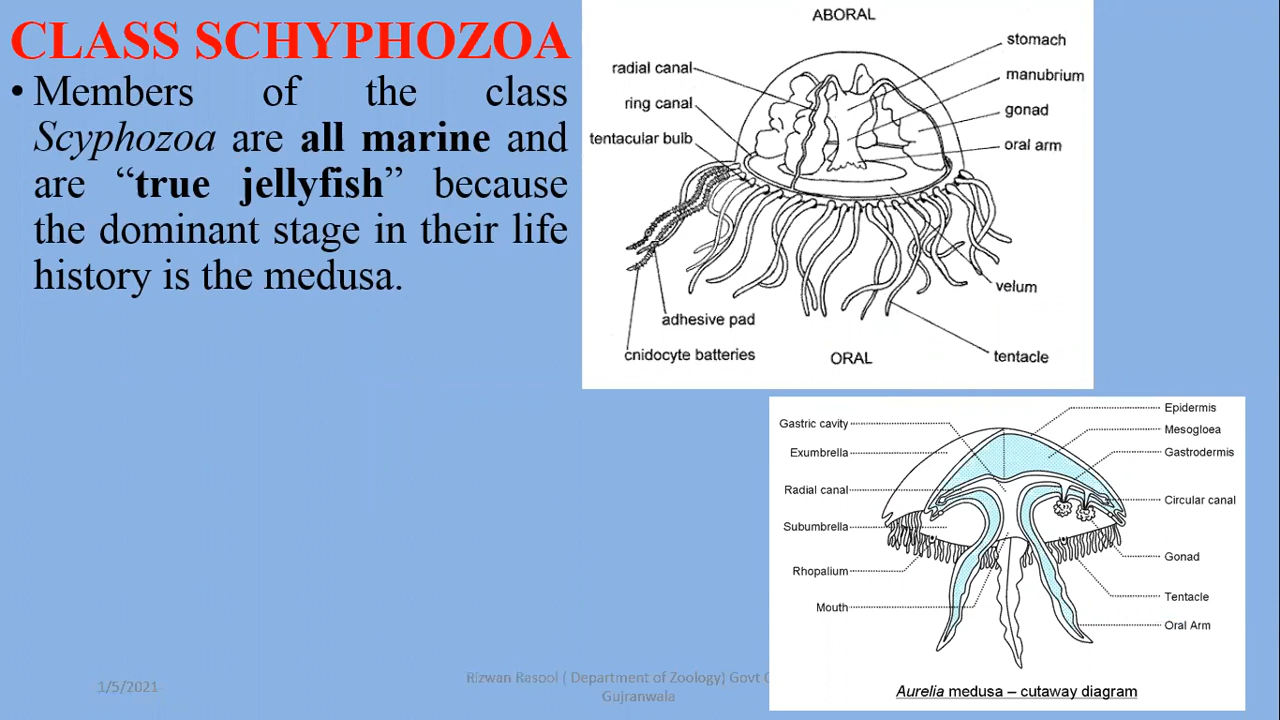 CLASS SCHYPHOZOA
• Members of the class
Scyphozoa are all marine and
are “true jellyfish” because
the dominant stage in their life
history is the medusa.
ABORAL
radial canal
ring canal
tentacular bulb
stomach
manubrium
gonad
oral arm
velum
adhesive pad
cnidocyte batteries
ORAL
tentacle
Gastric cavity
Exumbrella
Radial canal
Subumbrella
Rhopalium
Mouth
Epidermis
Mesogloea
Gastrodermis
Circular canal
Gonad
Tentacle
Oral Arm
Aurelia medusa – cutaway diagram
1/5/2021
Rizwan Rasool ( Department of Zoology) Govt
Gujranwala